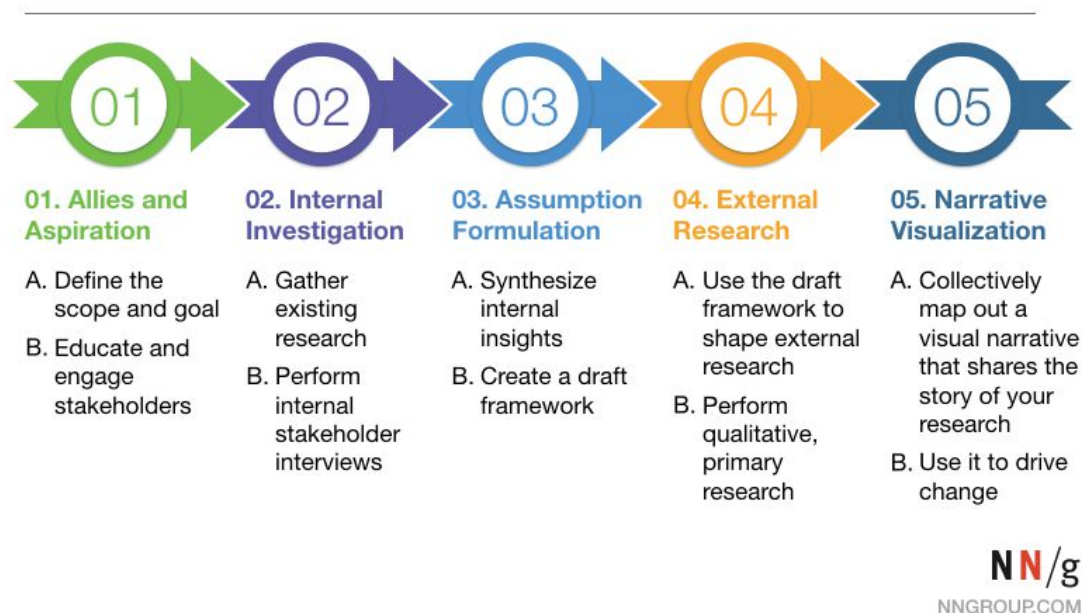 01
02
03
04
05
01. Allies and
Aspiration
A. Define the
scope and goal
B. Educate and
engage
stakeholders
02. Internal
Investigation
A. Gather
existing
research
B. Perform
internal
stakeholder
interviews
03. Assumption
Formulation
A. Synthesize
internal
insights
B. Create a draft
framework
04. External
Research
A. Use the draft
framework to
shape external
research
B. Perform
qualitative,
primary
research
05. Narrative
Visualization
A. Collectively
map out a
visual narrative
that shares the
story of your
research
B. Use it to drive
change
NN/g
NNGROUP.COM